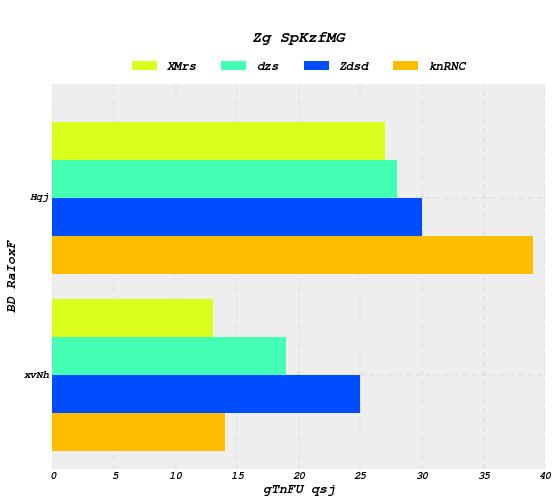 Zg SpKzfMG
XMrs dzs Zdsd knRNC
BD RaIoxF
Hqj
xvNh
0 5 10 15 20 25 30 35 40
gTnFU qsj